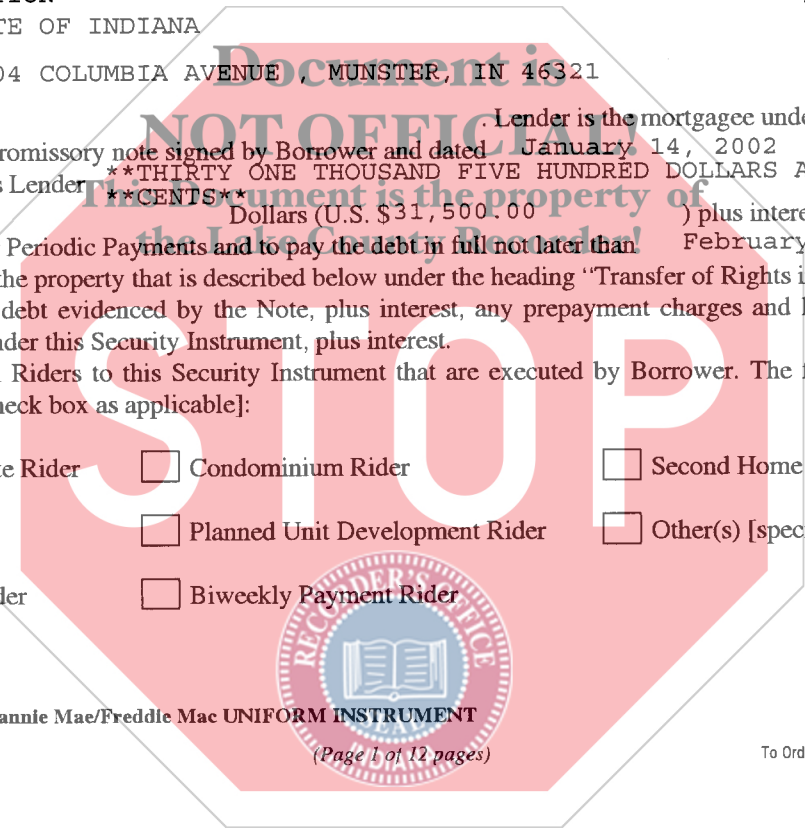 TE OF INDIANA
04 COLUMBIA AVENUE , MUNSTER, IN 46321
Document is
. Lender is the mortgagee unde
NOT OFFICIAL!
romissory note signed by Borrower and dated January 14, 2002
s Lender **THIRTY ONE THOUSAND FIVE HUNDRED DOLLARS A
**CENTS**
This Document is the property of
Dollars (U.S. $31,500.00 ) plus intere
the Lake County Recorder!
Periodic Payments and to pay the debt in full not later than February
the property that is described below under the heading "Transfer of Rights i
debt evidenced by the Note, plus interest, any prepayment charges and l
nder this Security Instrument, plus interest.
Riders to this Security Instrument that are executed by Borrower. The f
heck box as applicable]:
STOP
te Rider Condominium Rider Second Home
Planned Unit Development Rider Other(s) [spec
der Biweekly Payment Rider
RECORDER'S OFFICE
SEAL
INDIANA
annie Mae/Freddie Mac UNIFORM INSTRUMENT
(Page 1 of 12 pages)
To Ord